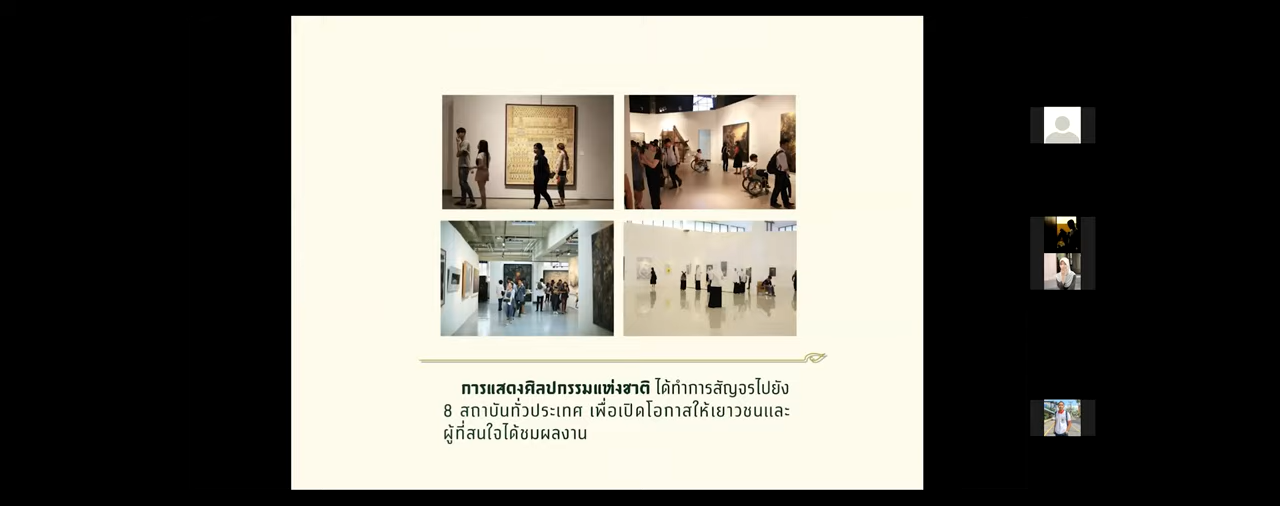 การแสดงศิลปกรรมแห่งชาติ ได้ทำการสัญจรไปยัง
8 สถาบันทั่วประเทศ เพื่อเปิดโอกาสให้เยาวชนและ
ผู้ที่สนใจได้ชมผลงาน